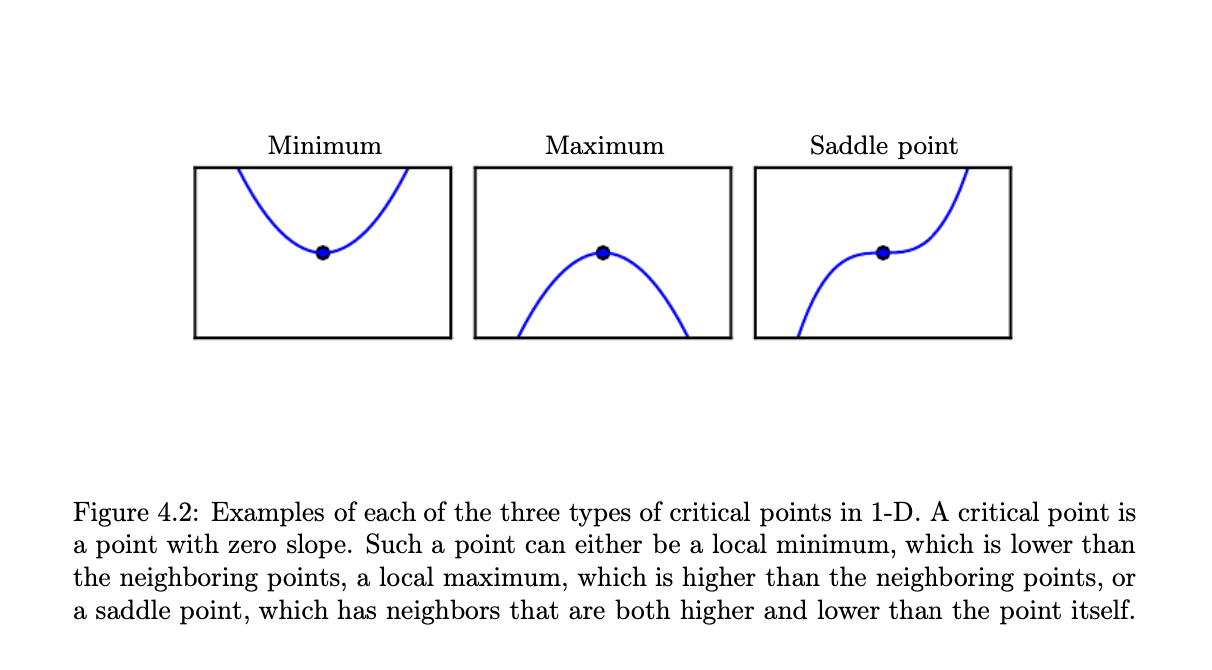 Minimum
Maximum
Saddle point
Figure 4.2: Examples of each of the three types of critical points in 1-D. A critical point is
a point with zero slope. Such a point can either be a local minimum, which is lower than
the neighboring points, a local maximum, which is higher than the neighboring points, or
a saddle point, which has neighbors that are both higher and lower than the point itself.